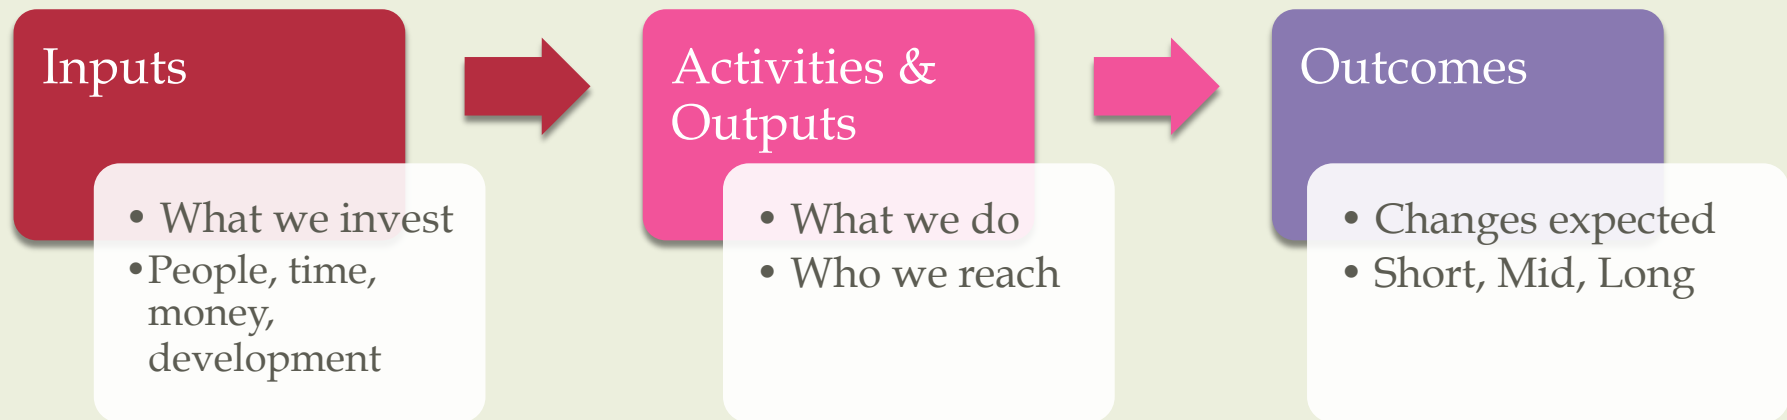 Inputs
• What we invest
•People, time,
money,
development
Activities &
Outputs
• What we do
• Who we reach
Outcomes
• Changes expected
• Short, Mid, Long